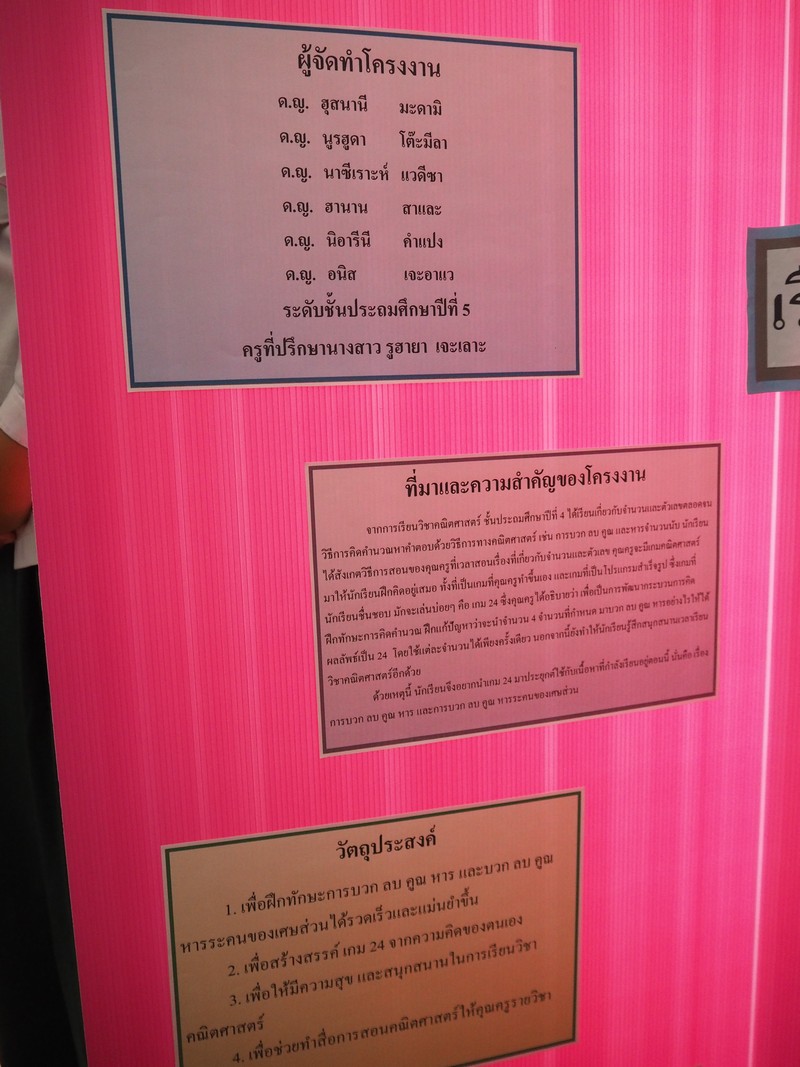 ผู้จัดทำโครงงาน
ด.ญ. ฮุสนานี มะดามิ
ด.ญ. นูรฮูดา โต๊ะมีลา
ด.ญ. นาซีเราะห์ แวดีซา
ด.ญ. ฮานาน สาและ
ด.ญ. นิอารีนี คำแปง
ด.ญ. อนิส เจะอาแว
ระดับชั้นประถมศึกษาปีที่ 5
ครูที่ปรึกษานางสาว รูฮายา เจะเลาะ
ที่มาและความสำคัญของโครงงาน
จากการเรียนวิชาคณิตศาสตร์ ชั้นประถมศึกษาปีที่ 4 ได้เรียนเกี่ยวกับจำนวนและตัวเลขตลอดจน
วิธีการคิดคำนวณหาคำตอบด้วยวิธีการทางคณิตศาสตร์ เช่น การบวก ลบ คูณ และหารจำนวนนับ นักเรียน
ได้สังเกตวิธีการสอนของคุณครูที่เวลาสอนเรื่องที่เกี่ยวกับจำนวนและตัวเลข คุณครูจะมีเกมคณิตศาสตร์
มาให้นักเรียนฝึกคิดอยู่เสมอ ทั้งที่เป็นเกมที่คุณครูทำขึ้นเอง และเกมที่เป็นโปรแกรมสำเร็จรูป ซึ่งเกมที่
นักเรียนชื่นชอบ มักจะเล่นบ่อยๆ คือ เกม 24 ซึ่งคุณครูได้อธิบายว่า เพื่อเป็นการพัฒนากระบวนการคิด
ฝึกทักษะการคิดคำนวณ ฝึกแก้ปัญหาว่าจะนำจำนวน 4 จำนวนที่กำหนด มาบวก ลบ คูณ หารอย่างไรให้ได้
ผลลัพธ์เป็น 24 โดยใช้แต่ละจำนวนได้เพียงครั้งเดียว นอกจากนี้ยังทำให้นักเรียนรู้สึกสนุกสนานเวลาเรียน
วิชาคณิตศาสตร์อีกด้วย
ด้วยเหตุนี้ นักเรียนจึงอยากนำเกม 24 มาประยุกต์ใช้กับเนื้อหาที่กำลังเรียนอยู่ตอนนี้ นั่นคือ เรื่อง
การบวก ลบ คูณ หาร และการบวก ลบ คูณ หารระคนของเศษส่วน
วัตถุประสงค์
1. เพื่อฝึกทักษะการบวก ลบ คูณ หาร และบวก ลบ คูณ
หารระคนของเศษส่วนได้รวดเร็วและแม่นยำขึ้น
2. เพื่อสร้างสรรค์ เกม 24 จากความคิดของตนเอง
3. เพื่อให้มีความสุข และสนุกสนานในการเรียนวิชา
คณิตศาสตร์
4. เพื่อช่วยทำสื่อการสอนคณิตศาสตร์ให้คุณครูรายวิชา